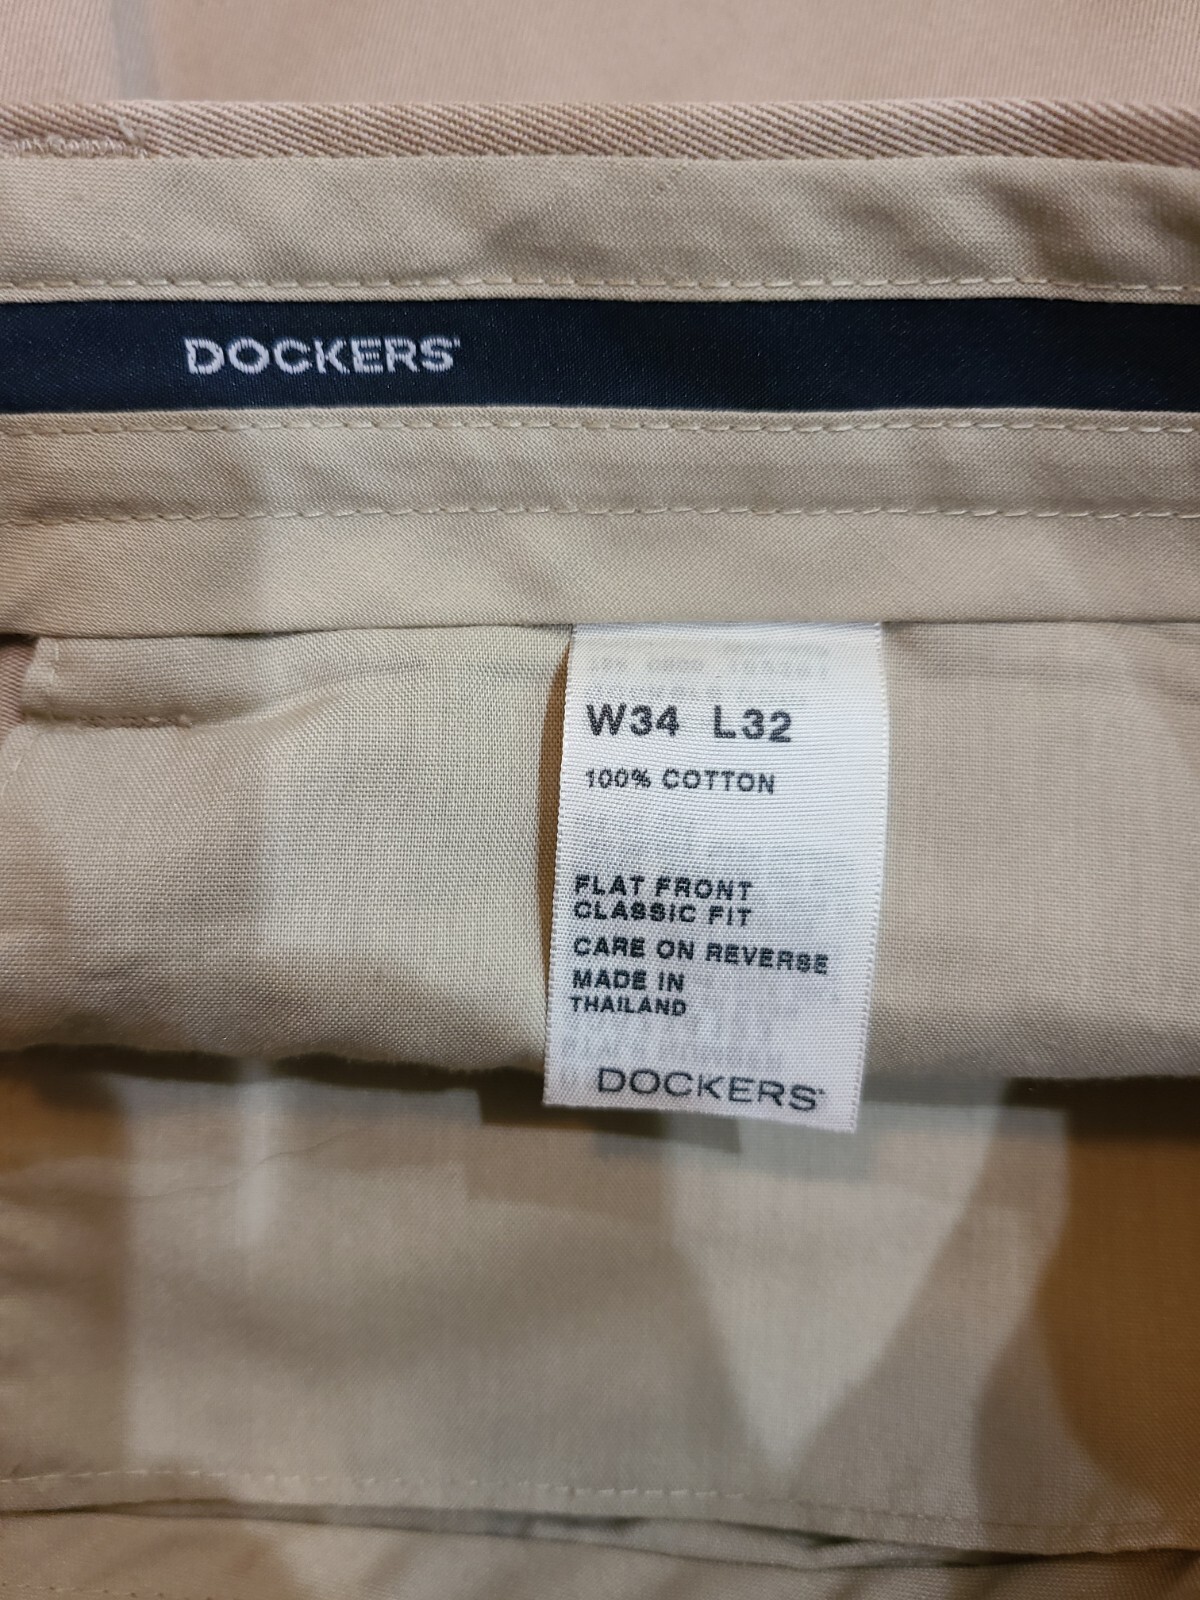 DOCKERS
W34 L32
100% COTTON
FLAT FRONT
CLASSIC FIT
CARE ON REVERSE
MADE IN
THAILAND
DOCKERS